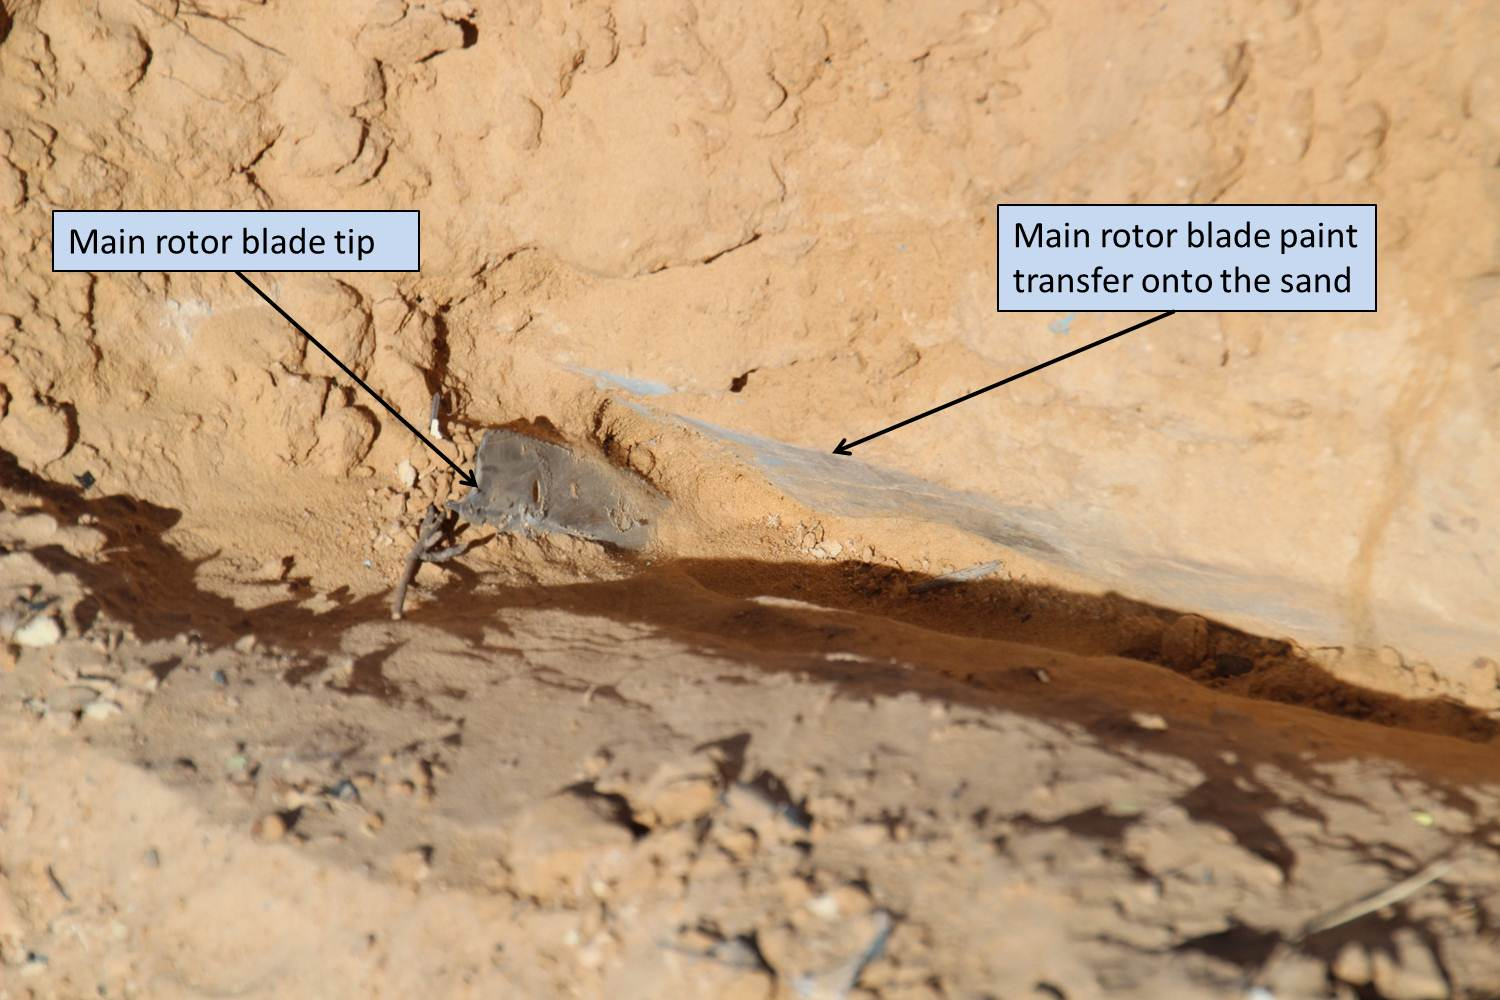 Main rotor blade tip
Main rotor blade paint
transfer onto the sand